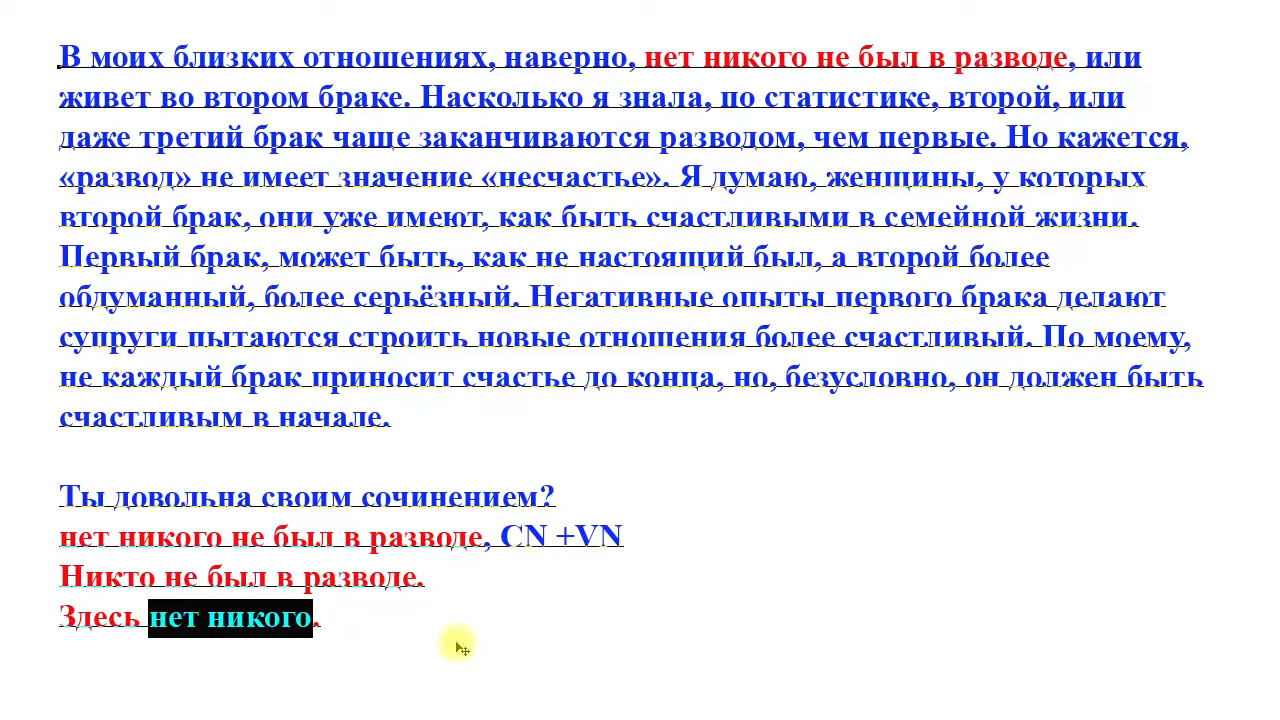 В моих близких отношениях, наверно, нет никого не был в разводе, или
живет во втором браке. Насколько я знала, по статистике, второй, или
даже третий брак чаще заканчиваются разводом, чем первые. Но кажется,
«развод» не имеет значение «несчастье». Я думаю, женщины, у которых
второй брак, они уже имеют, как быть счастливыми в семейной жизни.
Первый брак, может быть, как не настоящий был, а второй более
обдуманный, более серьёзный. Негативные опыты первого брака делают
супруги пытаются строить новые отношения более счастливый. По моему,
не каждый брак приносит счастье до конца, но, безусловно, он должен быть
счастливым в начале.
Ты довольна своим сочинением?
нет никого не был в разводе, CN +VN
Никто не был в разводе.
Здесь нет никого.